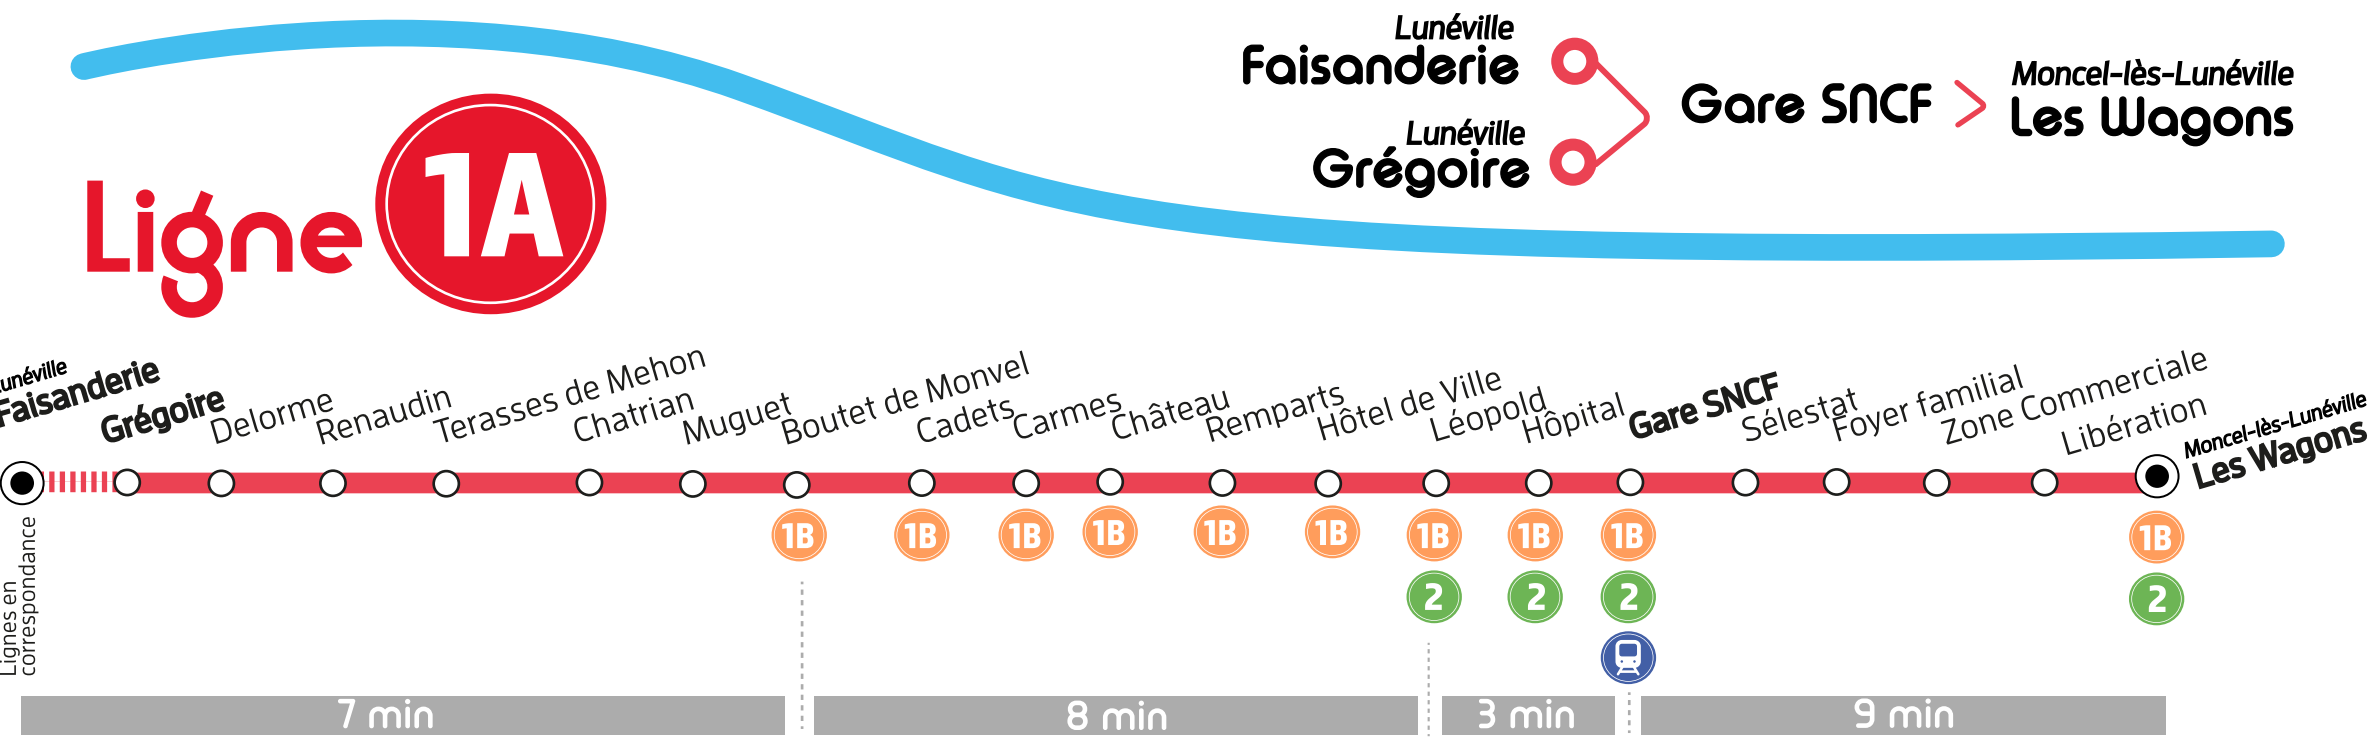 Ligne 1A
Lunéville
Faisanderie
Lunéville
Grégoire
Gare SNCF
Moncel-lès-Lunéville
Les Wagons
Lunéville
Faisanderie
Grégoire
Delorme
Renaudin
Terasses de Mehon
Chatrian
Muguet
Boutet de Monvel
Cadets
Carmes
Château
Remparts
Hôtel de Ville
Léopold
Hôpital
Gare SNCF
Sélestat
Foyer familial
Zone Commerciale
Libération
Moncel-lès-Lunéville
Les Wagons
Lignes en
correspondance
1B
1B
1B
1B
1B
1B
1B
1B
1B
1B
2
2
2
2
7 min
8 min
3 min
9 min